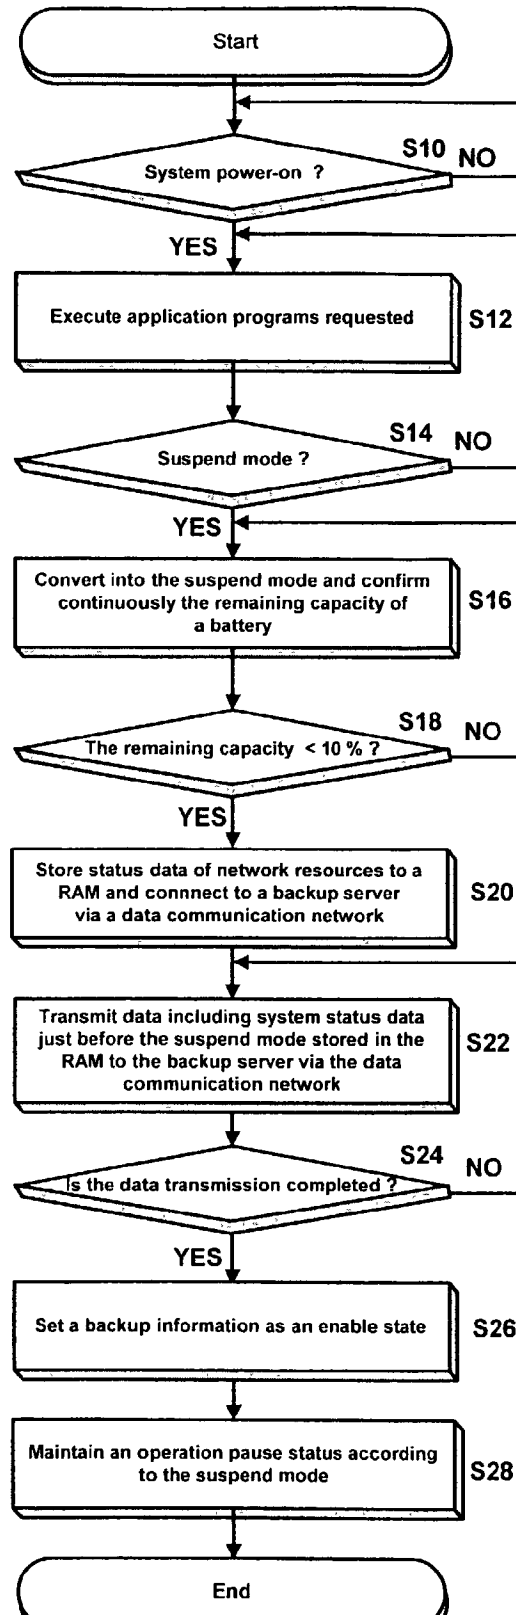 Start
S10 NO
System power-on ?
YES
Execute application programs requested
S12
S14 NO
Suspend mode ?
YES
Convert into the suspend mode and confirm
continuously the remaining capacity of
a battery
S16
S18 NO
The remaining capacity < 10 % ?
YES
Store status data of network resources to a
RAM and connnect to a backup server
via a data communication network
S20
Transmit data including system status data
just before the suspend mode stored in the
RAM to the backup server via the data
communication network
S22
S24 NO
Is the data transmission completed ?
YES
Set a backup information as an enable state
S26
Maintain an operation pause status according
to the suspend mode
S28
End